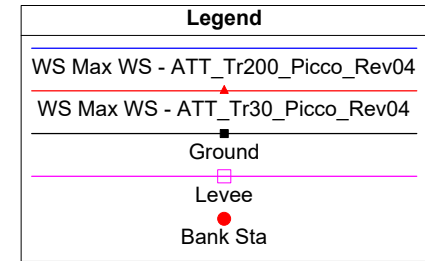 Legend
WS Max WS - ATT_Tr200_Picco_Rev04
WS Max WS - ATT_Tr30_Picco_Rev04
Ground
Levee
Bank Sta